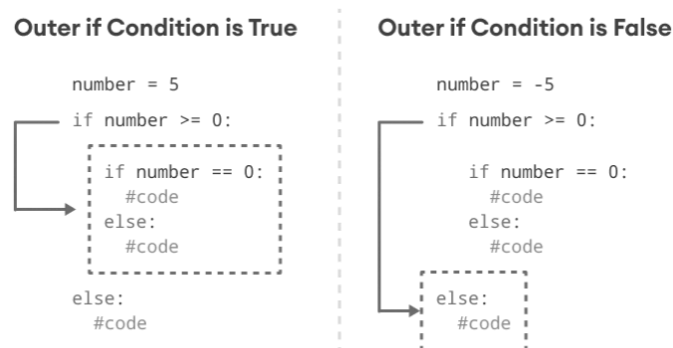 Outer if Condition is True
number = 5
if number >= 0:
if number == 0:
#code
else:
#code
else:
#code
Outer if Condition is False
number = -5
if number >= 0:
if number == 0:
#code
else:
#code
else:
#code